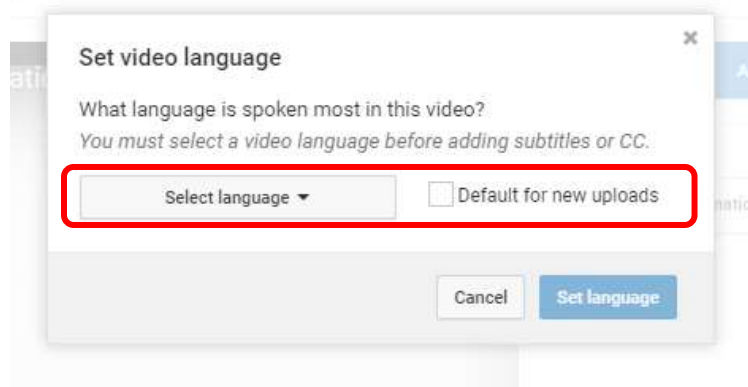 Set video language
What language is spoken most in this video?
You must select a video language before adding subtitles or CC.
Select language
Default for new uploads
Cancel
Set language